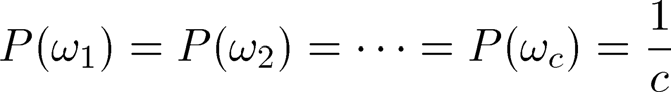 P(ω₁) = P(ω₂) = ··· = P(ω_c) = 1/c